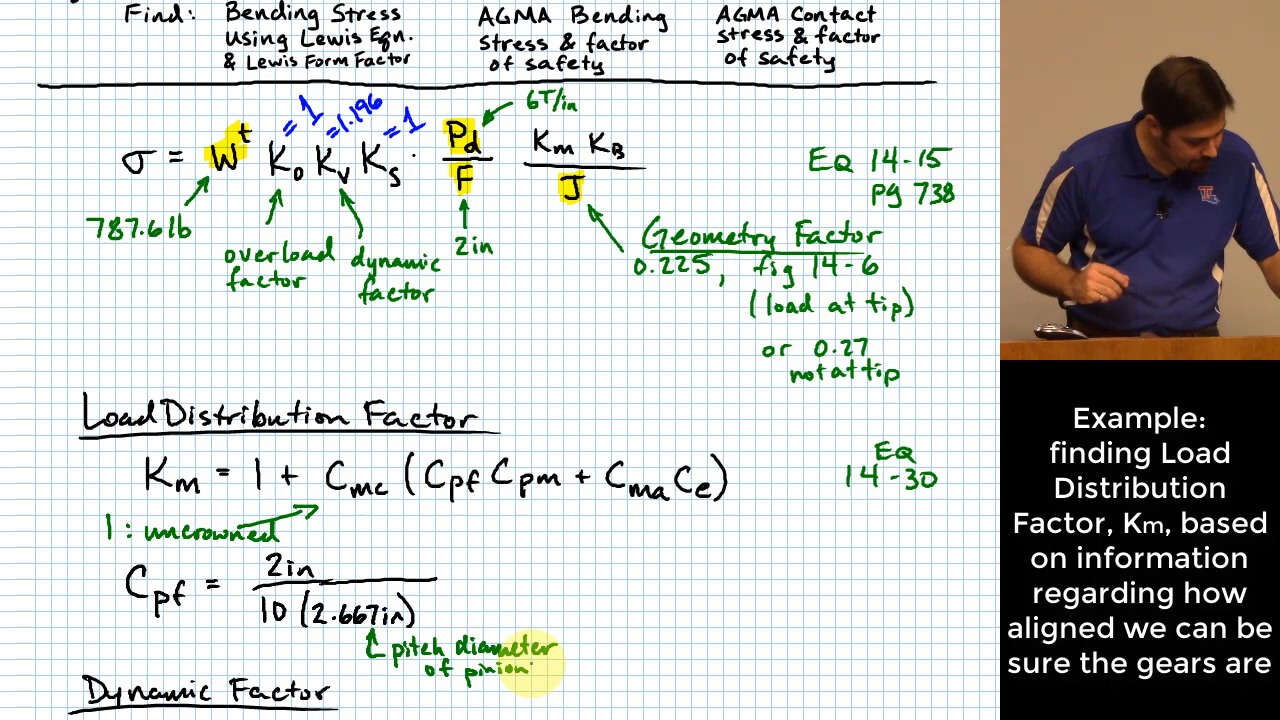 Find: Bending Stress Using Lewis Eqn. & Lewis Form Factor
AGMA Bending stress & factor of safety
AGMA Contact stress & factor of safety
σ = Wᵗ K₀ Kᵥ Kₛ · P_d / F K_m K_B / J
= 1 = 1.196 = 1
6T/in
787.6 lb
overload factor
dynamic factor
2in
EQ 14-15
pg 738
Geometry Factor
0.225, fig 14-6
(load at tip)
or 0.27
not at tip
Load Distribution Factor
K_m = 1 + C_mc (C_pf C_pm + C_ma C_e)
EQ
14-30
1: uncrowned
C_pf = 2in / 10 (2.667in)
pitch diameter
of pinion
Dynamic Factor
Example:
finding Load
Distribution
Factor, Km, based
on information
regarding how
aligned we can be
sure the gears are